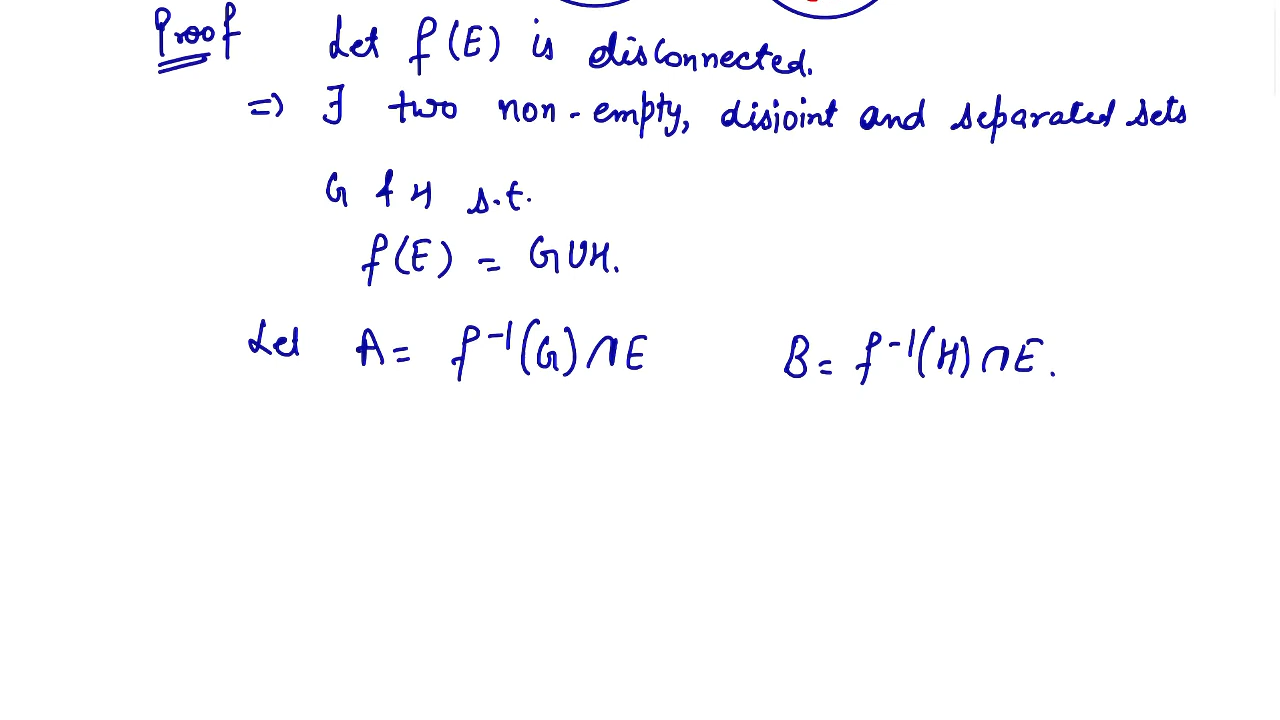 Proof Let f(E) is disconnected.
=> ∃ two non-empty, disjoint and separated sets
G & H s.t.
f(E) = G∪H.
Let A = f⁻¹(G)∩E B = f⁻¹(H)∩E.